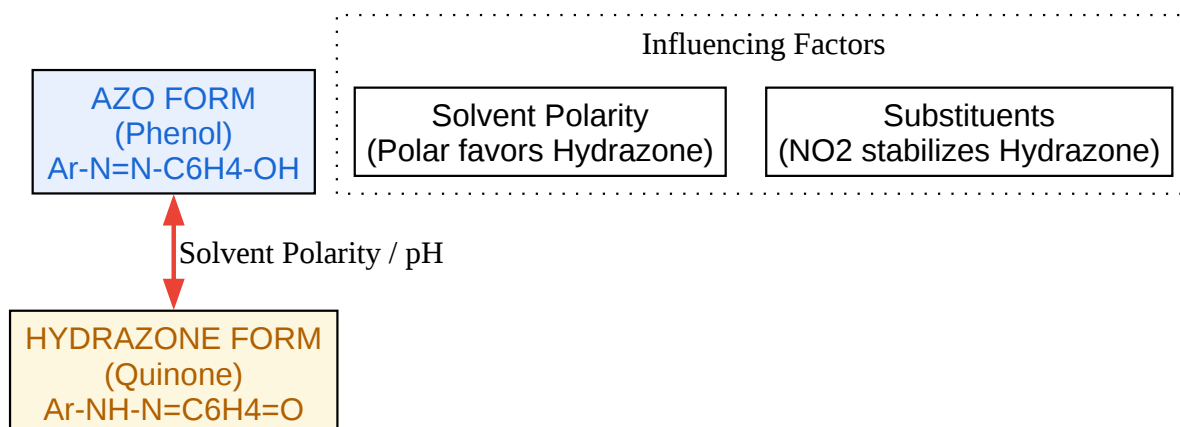 Influencing Factors
AZO FORM
(Phenol)
Ar-N=N-C6H4-OH
Solvent Polarity
(Polar favors Hydrazone)
Substituents
(NO2 stabilizes Hydrazone)
Solvent Polarity / pH
HYDRAZONE FORM
(Quinone)
Ar-NH-N=C6H4=O